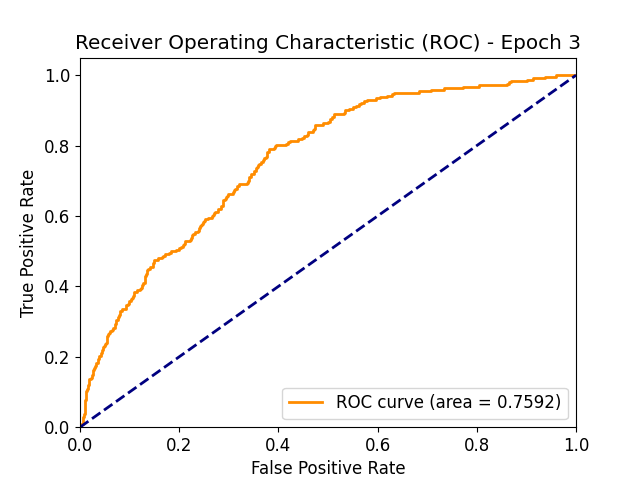 Receiver Operating Characteristic (ROC) - Epoch 3
1.0
0.8
0.6
0.4
0.2
0.0
True Positive Rate
ROC curve (area = 0.7592)
0.0 0.2 0.4 0.6 0.8 1.0
False Positive Rate